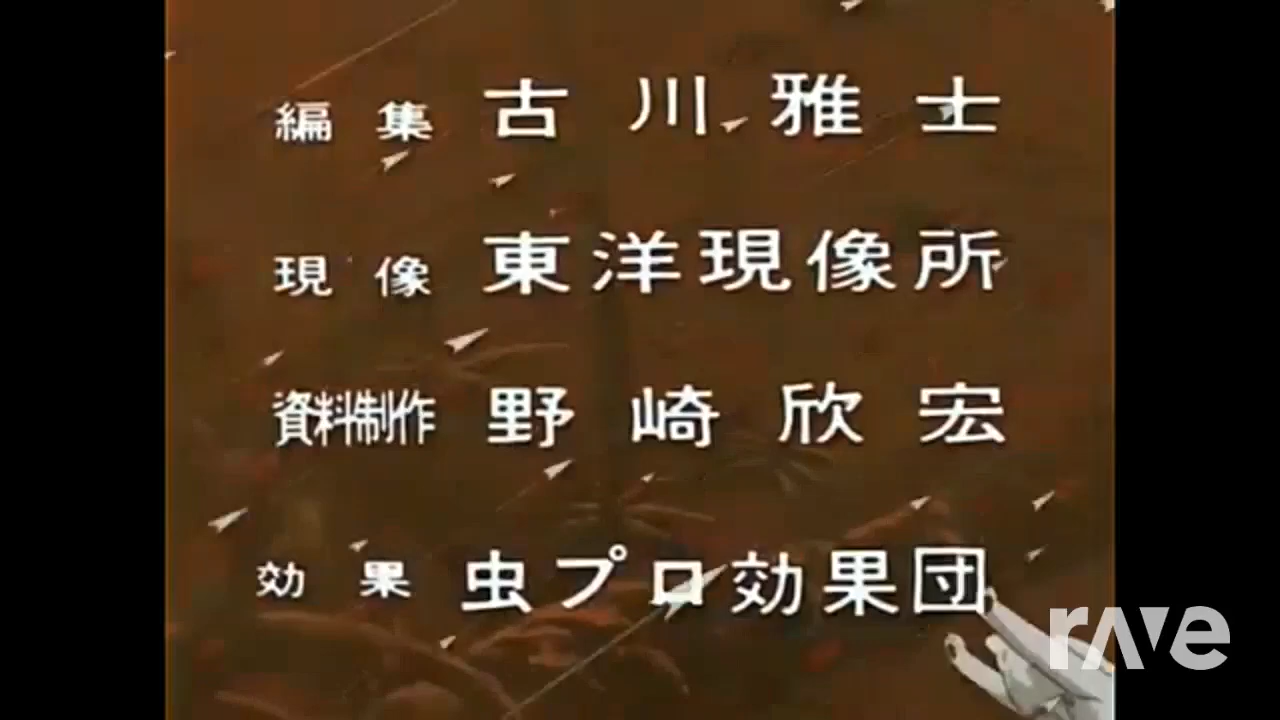 編集 古川雅士
現像 東洋現像所
資料制作 野崎欣宏
効果 虫プロ効果団
rave